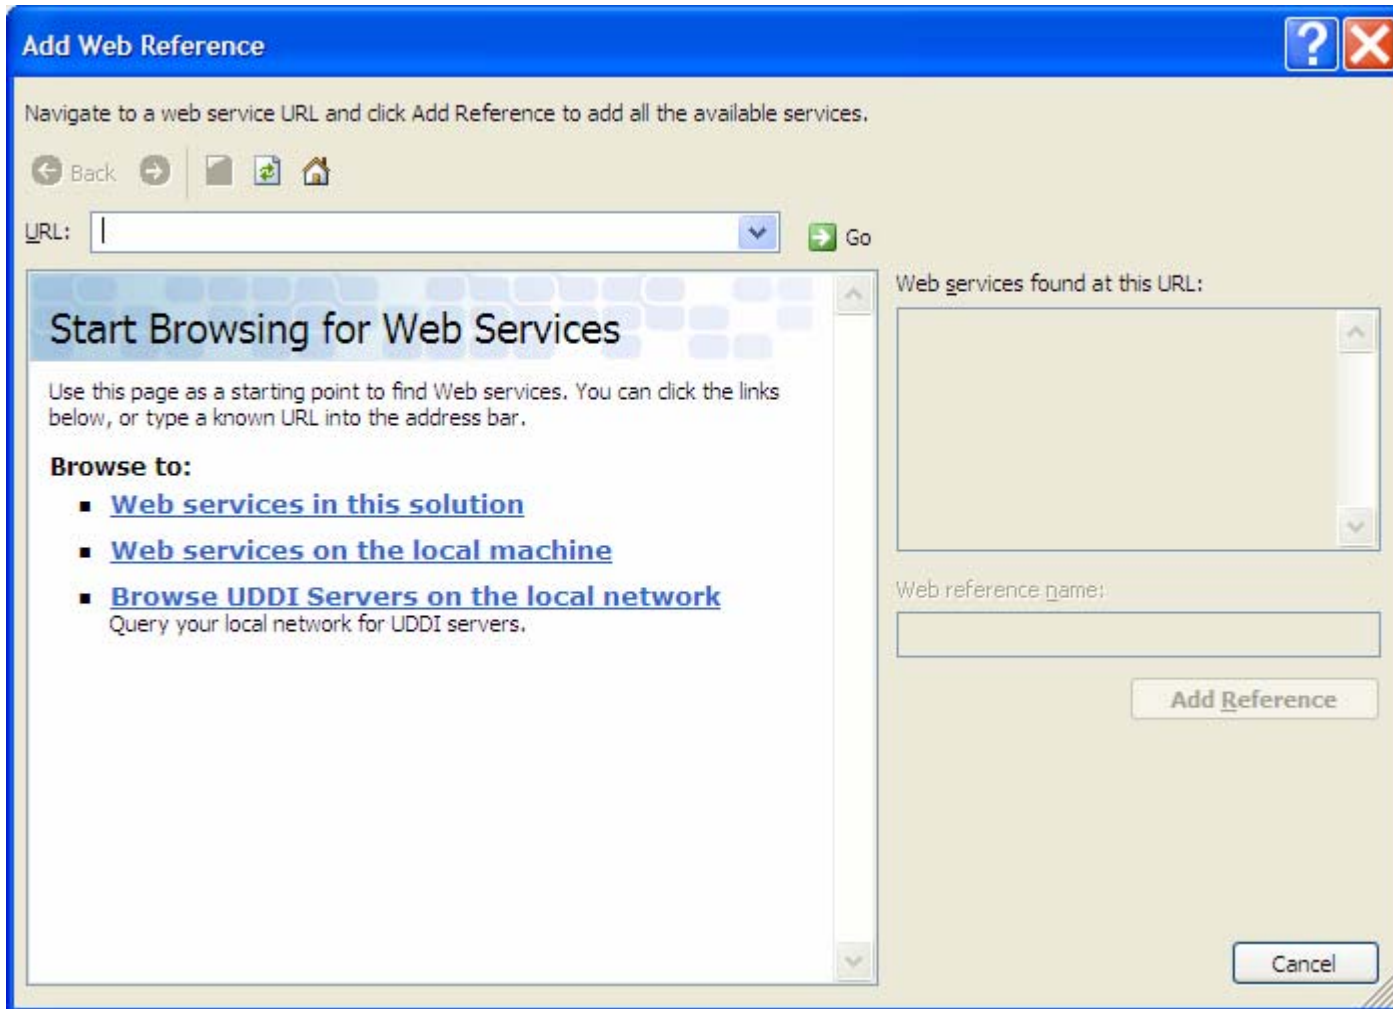 Add Web Reference
Navigate to a web service URL and click Add Reference to add all the available services.
Back
URL:
Go
Start Browsing for Web Services
Use this page as a starting point to find Web services. You can click the links
below, or type a known URL into the address bar.
Browse to:
Web services in this solution
Web services on the local machine
Browse UDDI Servers on the local network
Query your local network for UDDI servers.
Web services found at this URL:
Web reference name:
Add Reference
Cancel